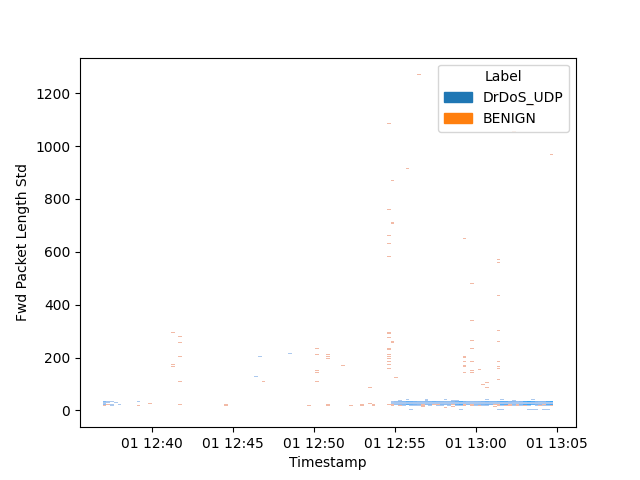 Label
DrDoS_UDP
BENIGN
1200
1000
800
600
400
200
0
Fwd Packet Length Std
01 12:40 01 12:45 01 12:50 01 12:55 01 13:00 01 13:05
Timestamp